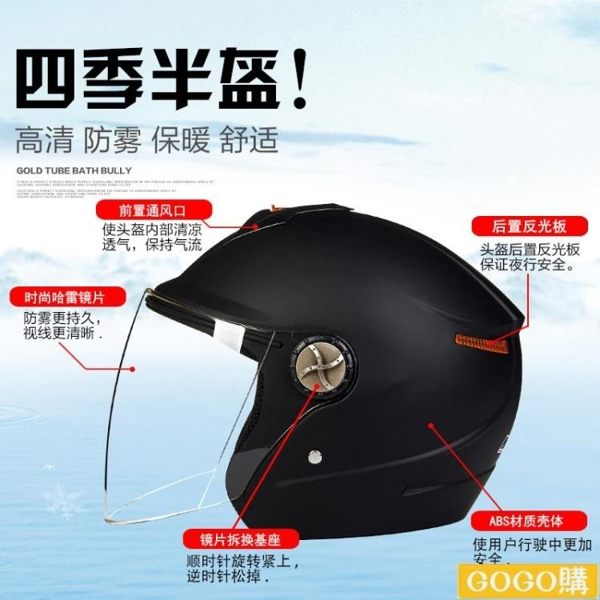 四季半盔!
高清 防雾 保暖 舒适
GOLD TUBE BATH BULLY
前置通风口
使头盔内部清凉
透气，保持气流
后置反光板
头盔后置反光板
保证夜行安全。
时尚哈雷镜片
防雾更持久，
视线更清晰 .
镜片拆换基座
顺时针旋转紧上，
逆时针松掉 .
ABS材质壳体
使用户行驶中更加
安全 .
GOGO購